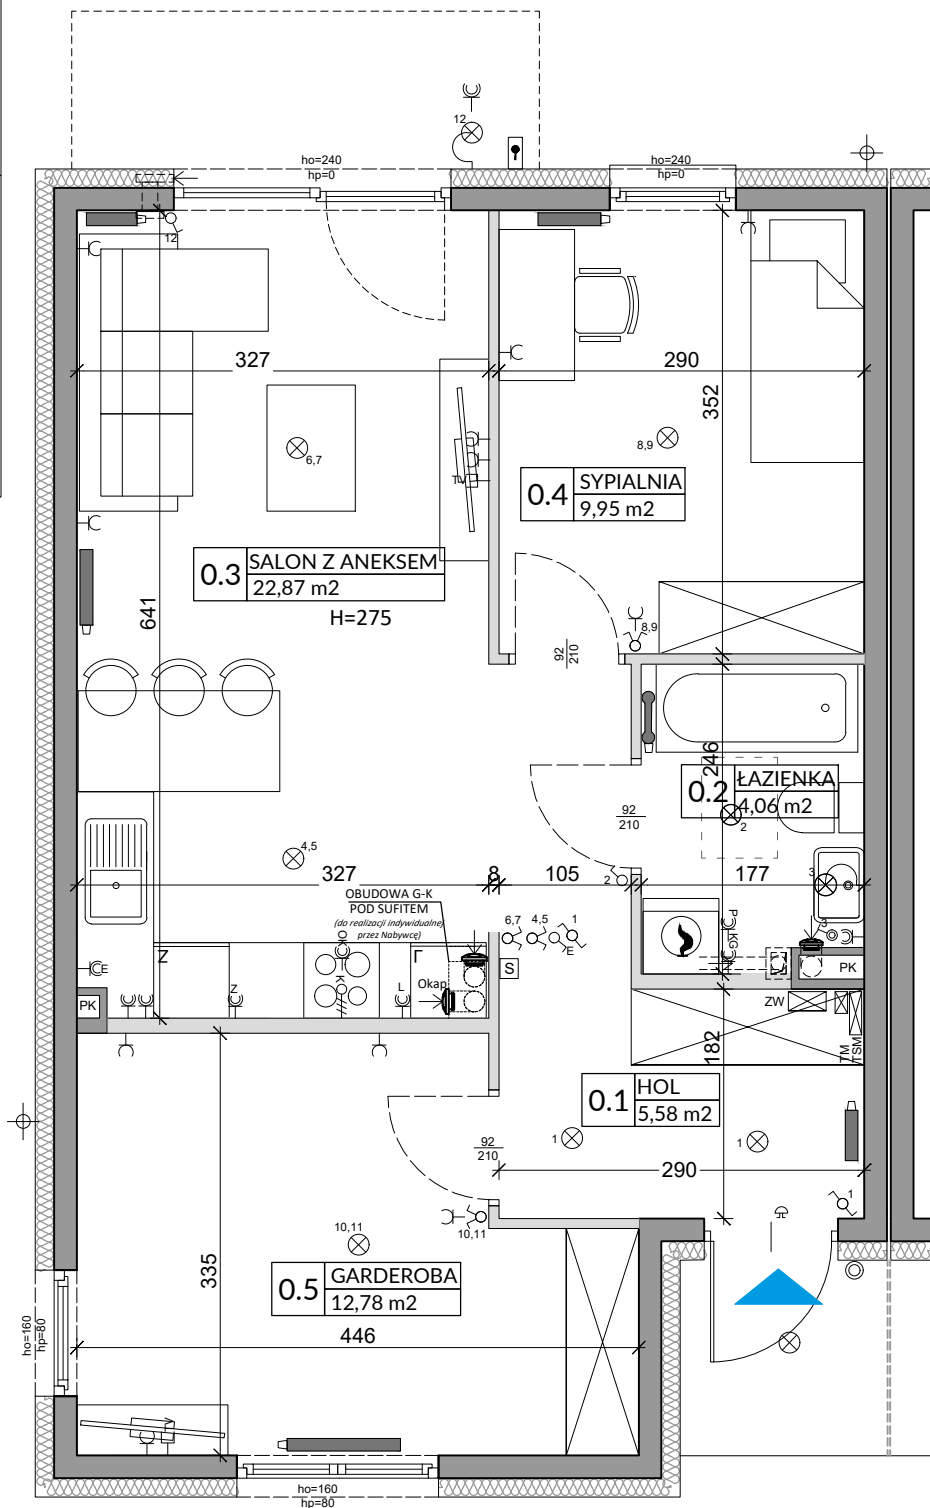 12
ho=240
hp=0
ho=240
hp=0
12
327
290
352
6,7
8,9
TV
0.4
SYPIALNIA
9,95 m2
0.3
SALON Z ANEKSEM
22,87 m2
H=275
641
8,9
92
210
246
0.2
ŁAZIENKA
4,06 m2
2
92
210
4,5
327
8
105
177
2
3
3
OBUDOWA G-K
POD SUFITEM
(do realizacji indywidualnej
przez Nabywcę)
6,7
4,5
1
E
S
P
KG
PK
E
Z
OK
K
Г
Okap
L
Z
PK
ZW
TM
TSM
182
0.1
HOL
5,58 m2
1
1
92
210
290
1
10,11
10,11
335
0.5
GARDEROBA
12,78 m2
446
ho=160
hp=80
ho=160
hp=80